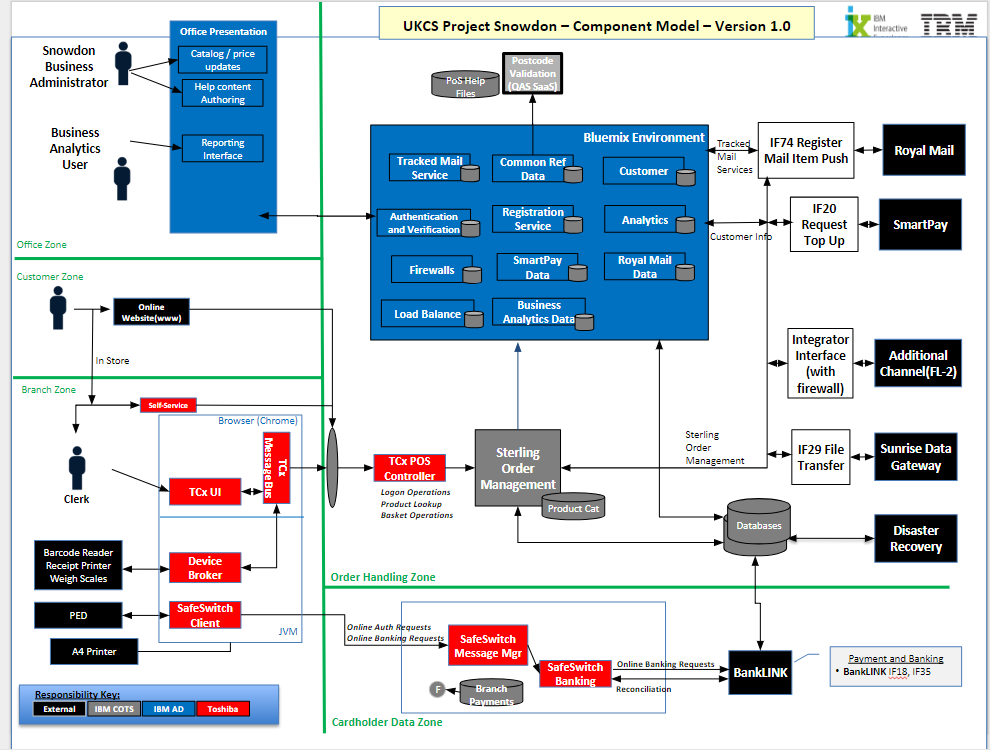 UKCS Project Snowdon – Component Model – Version 1.0
IBM
Interactive
TRM
Snowdon
Business
Administrator
Office Presentation
Catalog / price
updates
Help content
Authoring
Business
Analytics
User
Reporting
Interface
Office Zone
PoS Help
Files
Postcode
Validation
(QAS SaaS)
Bluemix Environment
Tracked Mail
Service
Common Ref
Data
Customer
Authentication
and Verification
Registration
Service
Analytics
Firewalls
SmartPay
Data
Royal Mail
Data
Load Balance
Business
Analytics Data
Tracked
Mail
Services
IF74 Register
Mail Item Push
Royal Mail
Customer Info
IF20
Request
Top Up
SmartPay
Integrator
Interface
(with
firewall)
Additional
Channel(FL-2)
Sterling
Order
Management
IF29 File
Transfer
Sunrise Data
Gateway
Customer Zone
Online
Website(www)
In Store
Branch Zone
Self-Service
Browser (Chrome)
Clerk
TCx UI
TCx
Message Bus
TCx POS
Controller
Logon Operations
Product Lookup
Basket Operations
Sterling
Order
Management
Product Cat
Databases
Disaster
Recovery
Barcode Reader
Receipt Printer
Weigh Scales
Device
Broker
PED
SafeSwitch
Client
JVM
A4 Printer
Order Handling Zone
Online Auth Requests
Online Banking Requests
SafeSwitch
Message Mgr
SafeSwitch
Banking
Online Banking Requests
Reconciliation
F
Branch
Payments
BankLINK
Payment and Banking
• BankLINK IF18, IF35
Cardholder Data Zone
Responsibility Key:
External
IBM COTS
IBM AD
Toshiba